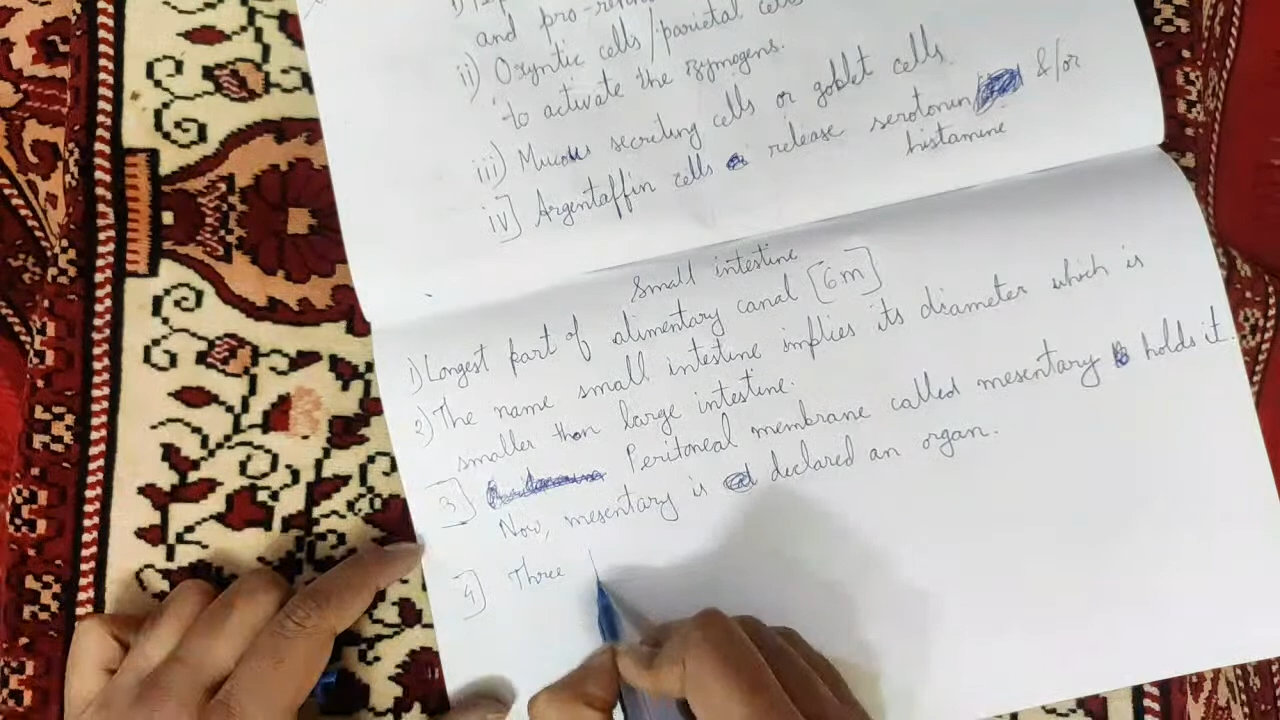 and pro-
ii) Oxyntic cells/parietal cells
to activate the zymogens.
iii) Mucous secreting cells or goblet cells.
iv] Argentaffin cells release serotonin &/or
histamine
Small intestine
1) Longest part of alimentary canal [6m]
2) The name small intestine implies its diameter which is
smaller than large intestine.
3] Peritoneal membrane called mesentary holds it.
Now, mesentary is declared an organ.
4] Three